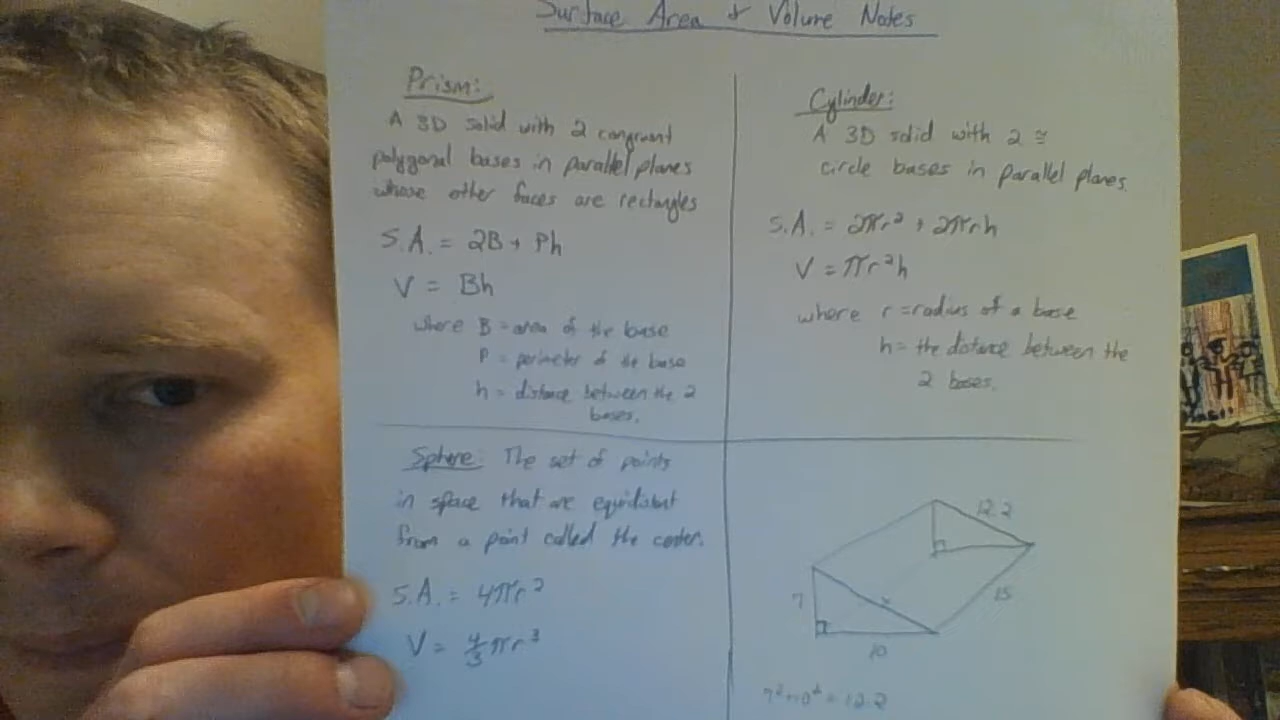 Surface Area & Volume Notes
Prism:
A 3D solid with 2 congruent
polygonal bases in parallel planes
whose other faces are rectangles
S.A. = 2B + Ph
V = Bh
where B = area of the base
P = perimeter of the base
h = distance between the 2
bases.
Cylinder:
A 3D solid with 2 ≅
circle bases in parallel planes.
S.A. = 2πr² + 2πrh
V = πr²h
where r = radius of a base
h = the distance between the
2 bases.
Sphere: The set of points
in space that are equidistant
from a point called the center.
S.A. = 4πr²
V = 4/3 πr³
12.2
7
x
15
10
7²+10² = 12.2